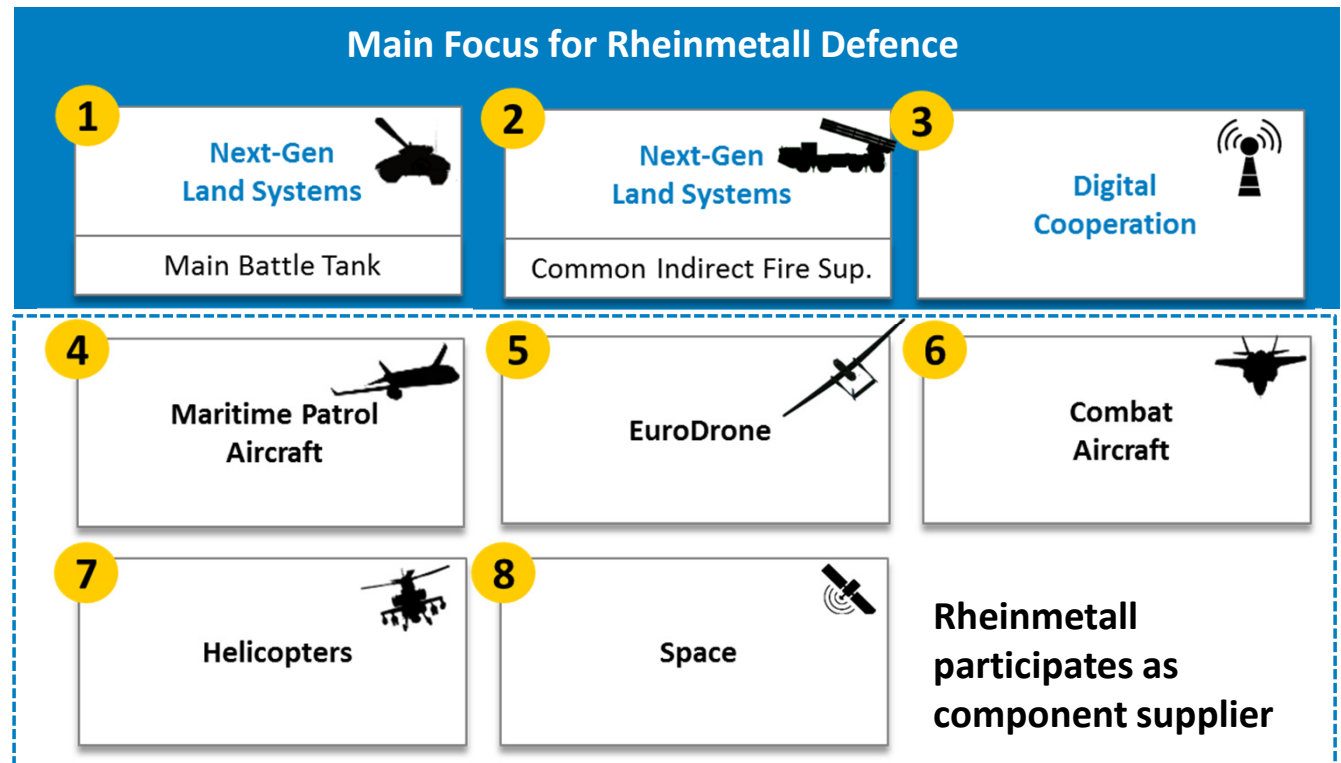 Main Focus for Rheinmetall Defence
1
Next-Gen
Land Systems
Main Battle Tank
2
Next-Gen
Land Systems
Common Indirect Fire Sup.
3
Digital
Cooperation
4
Maritime Patrol
Aircraft
5
EuroDrone
6
Combat
Aircraft
7
Helicopters
8
Space
Rheinmetall
participates as
component supplier